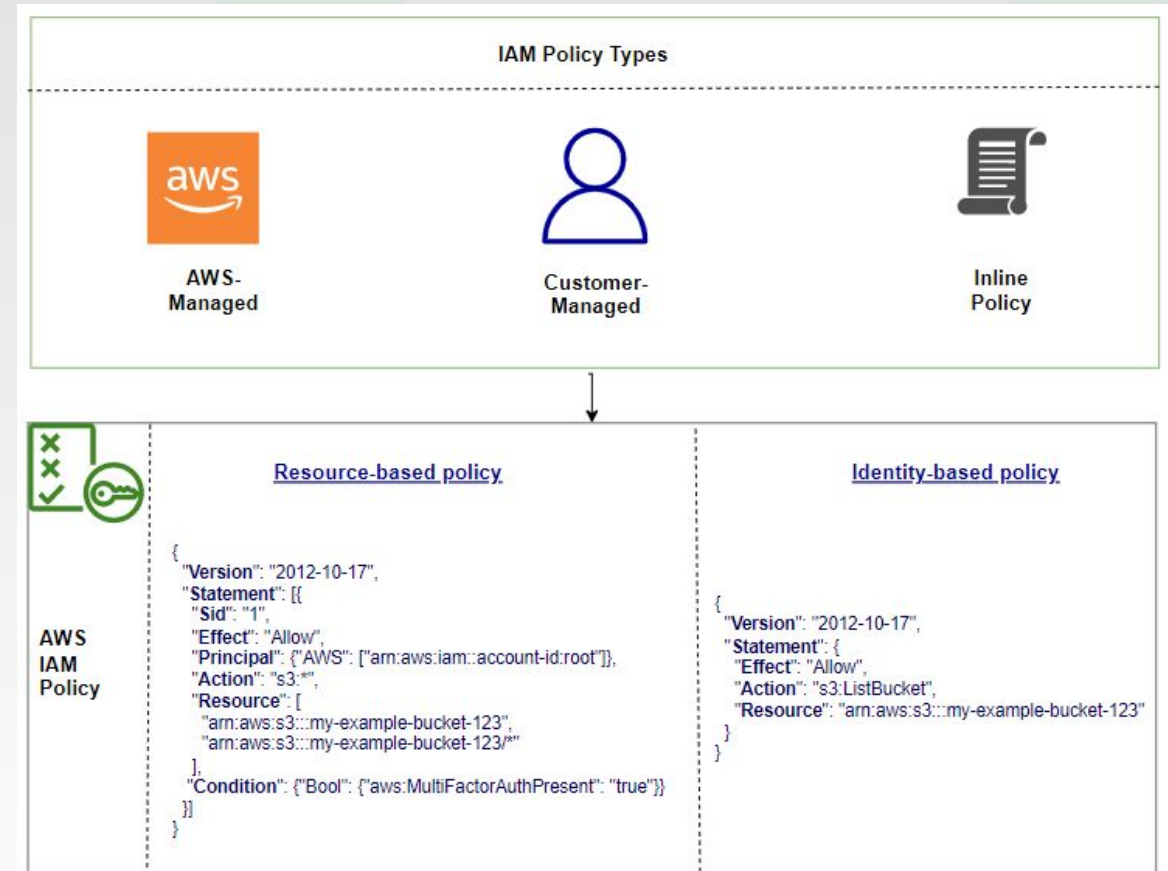 IAM Policy Types
aws
AWS-
Managed
Customer-
Managed
Inline
Policy
AWS
IAM
Policy
Resource-based policy
{
"Version": "2012-10-17",
"Statement": [{
"Sid": "1",
"Effect": "Allow",
"Principal": {"AWS": ["arn:aws:iam::account-id:root"]},
"Action": "s3:*",
"Resource": [
"arn:aws:s3:::my-example-bucket-123",
"arn:aws:s3:::my-example-bucket-123/*"
],
"Condition": {"Bool": {"aws:MultiFactorAuthPresent": "true"}}
}]
}
Identity-based policy
{
"Version": "2012-10-17",
"Statement": {
"Effect": "Allow",
"Action": "s3:ListBucket",
"Resource": "arn:aws:s3:::my-example-bucket-123"
}
}